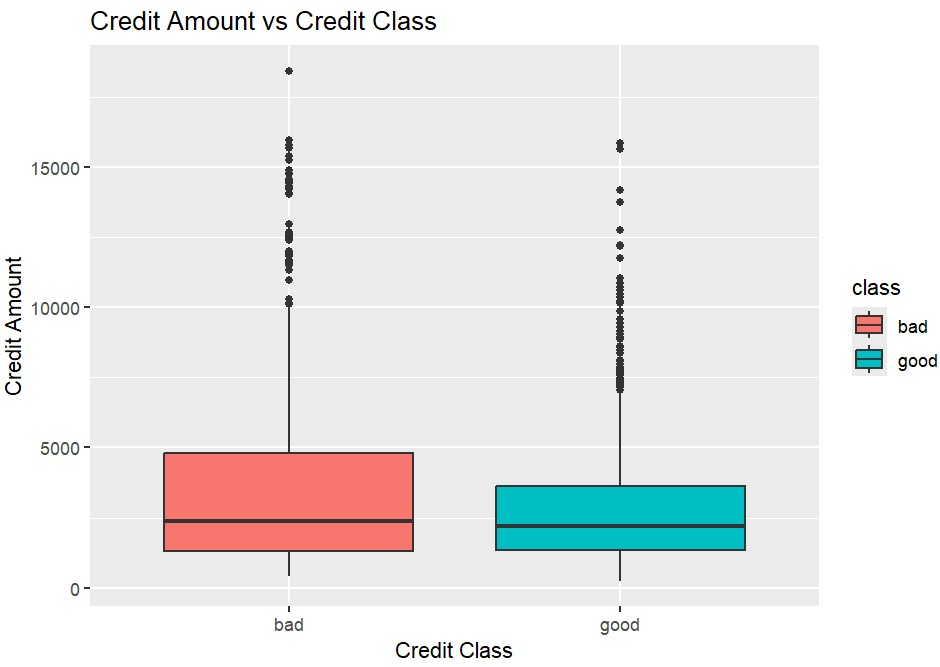 Credit Amount vs Credit Class
Credit Amount
15000
10000
5000
0
bad
good
Credit Class
class
bad
good